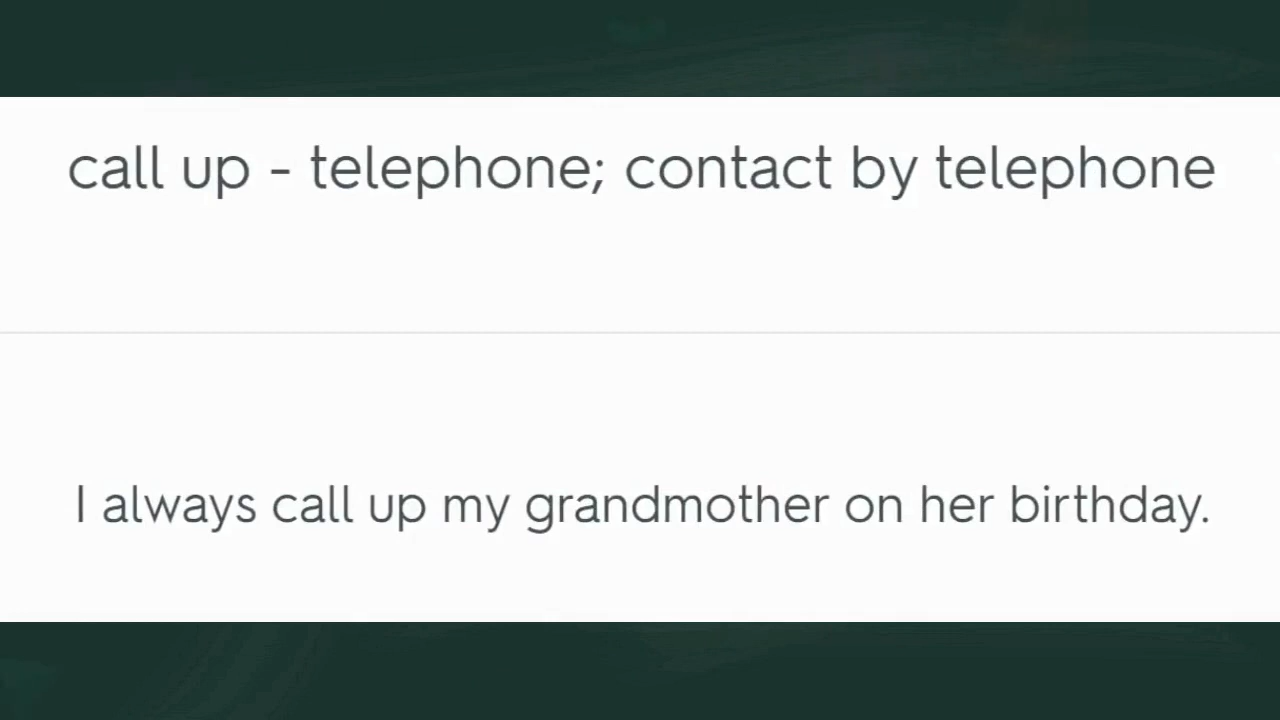 call up - telephone; contact by telephone
I always call up my grandmother on her birthday.